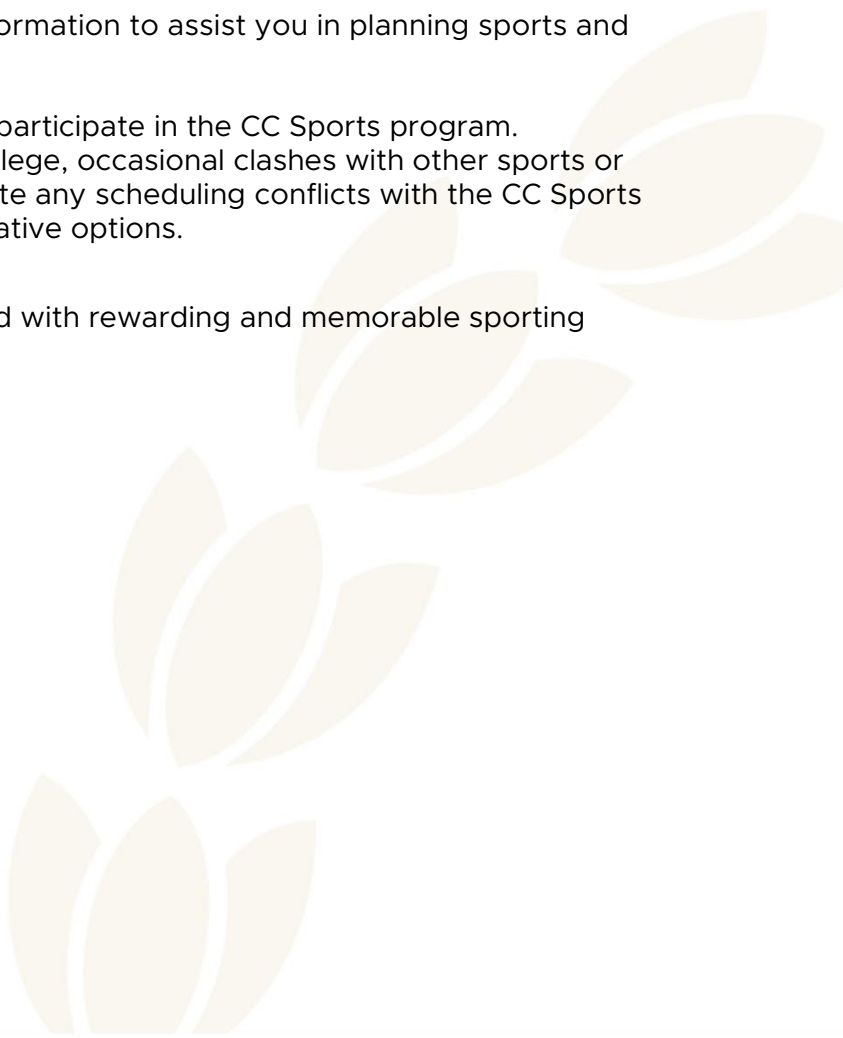 ormation to assist you in planning sports and
participate in the CC Sports program.
lege, occasional clashes with other sports or
te any scheduling conflicts with the CC Sports
ative options.
d with rewarding and memorable sporting